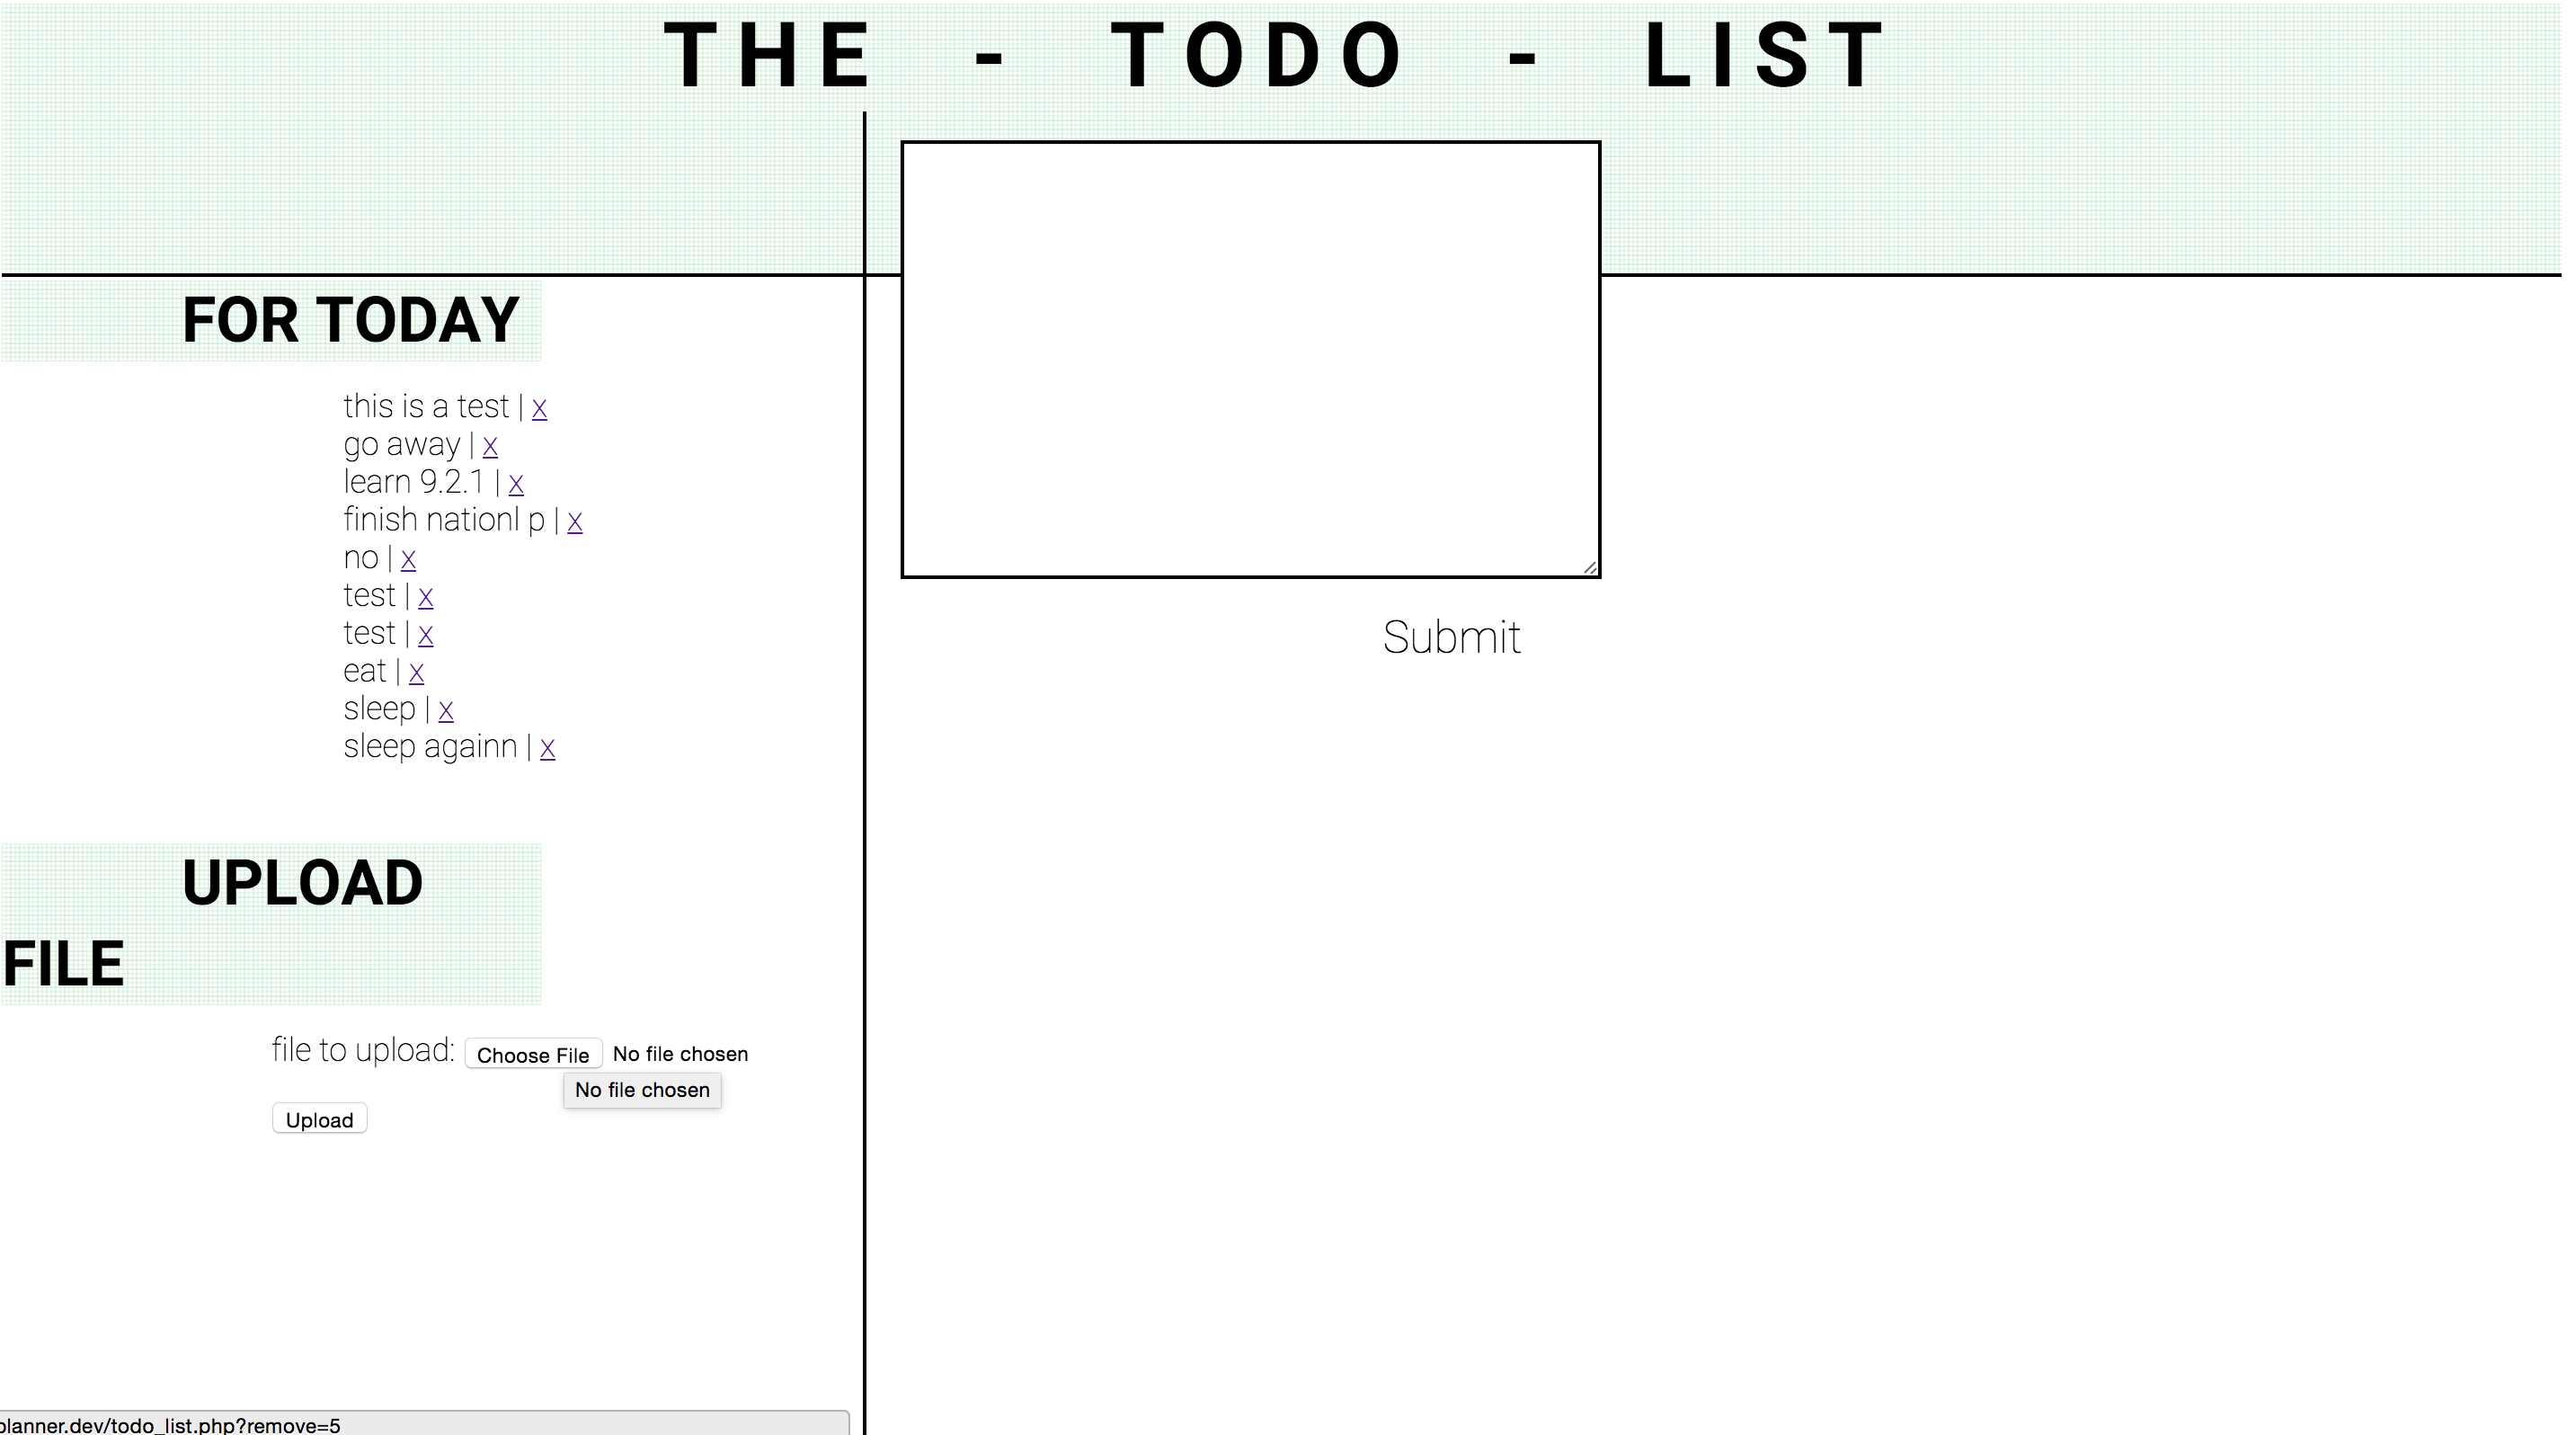 THE - TODO - LIST
FOR TODAY
this is a test | x
go away | x
learn 9.2.1 | x
finish nationl p | x
no | x
test | x
test | x
eat | x
sleep | x
sleep againn | x
Submit
UPLOAD
FILE
file to upload: Choose File No file chosen
No file chosen
Upload
planner.dev/todo_list.php?remove=5